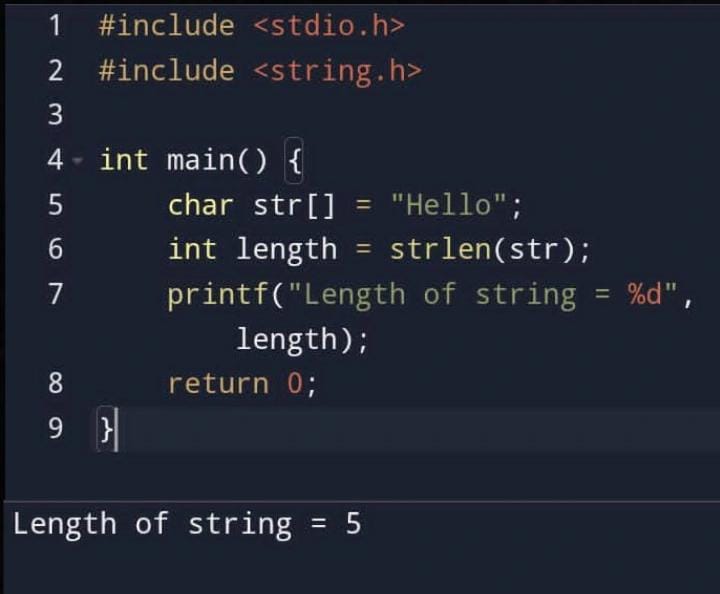 1 #include <stdio.h>
2 #include <string.h>
3
4 int main() {
5 char str[] = "Hello";
6 int length = strlen(str);
7 printf("Length of string = %d",
length);
8 return 0;
9 }
Length of string = 5